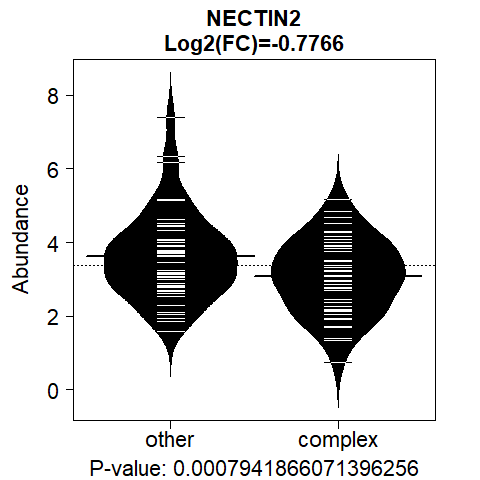 NECTIN2
Log2(FC)=-0.7766
Abundance
8
6
4
2
0
other complex
P-value: 0.0007941866071396256